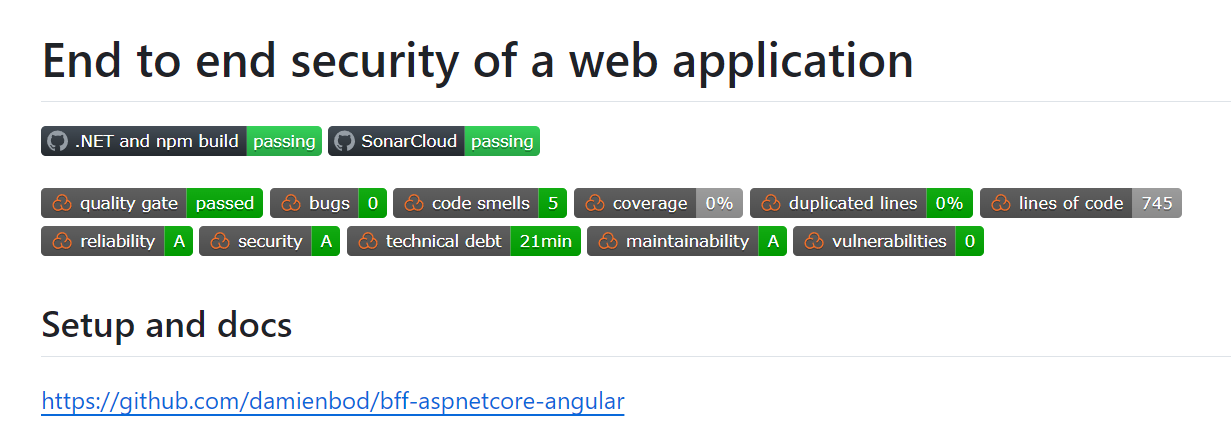 End to end security of a web application
.NET and npm build passing SonarCloud passing
quality gate passed bugs 0 code smells 5 coverage 0% duplicated lines 0% lines of code 745
reliability A security A technical debt 21min maintainability A vulnerabilities 0
Setup and docs
https://github.com/damienbod/bff-aspnetcore-angular